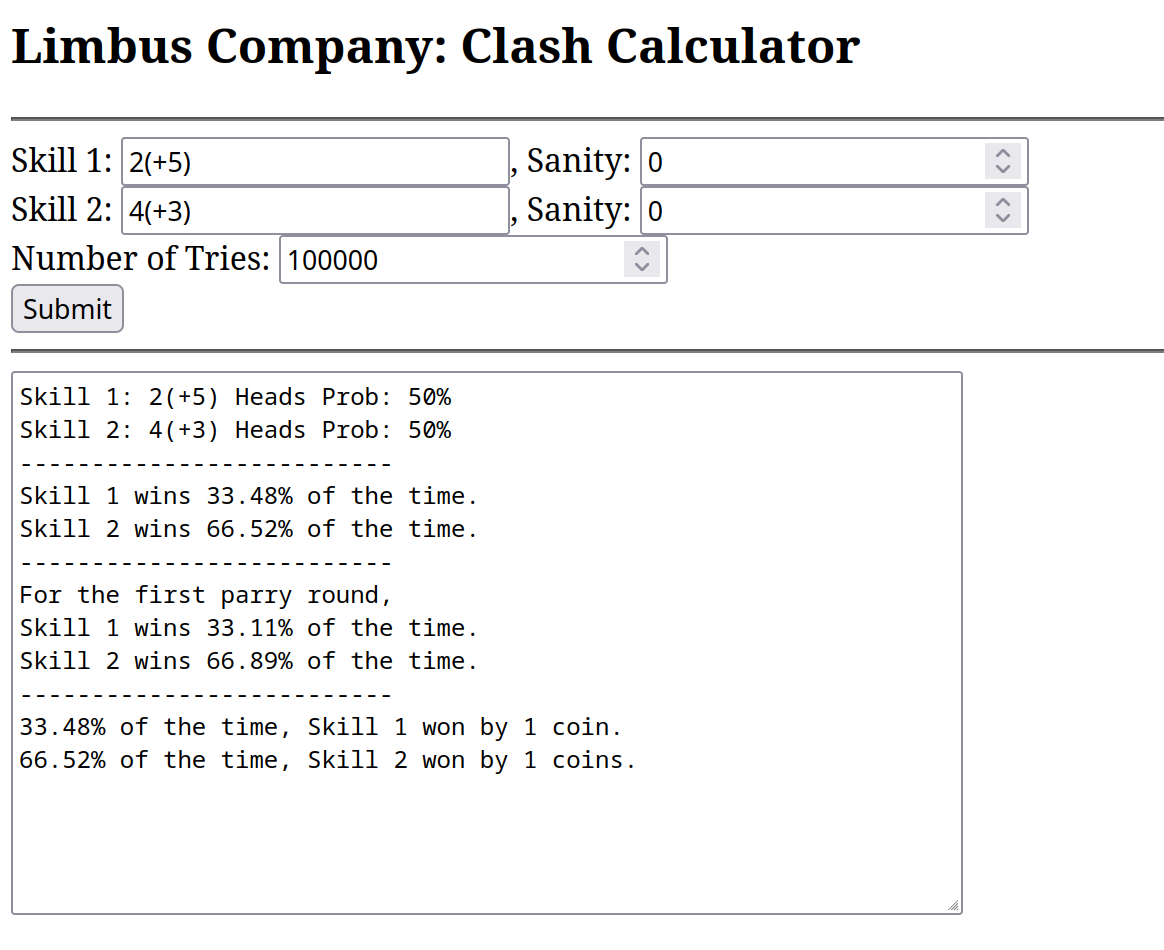 Limbus Company: Clash Calculator
Skill 1: 2(+5), Sanity: 0
Skill 2: 4(+3), Sanity: 0
Number of Tries: 100000
Submit
Skill 1: 2(+5) Heads Prob: 50%
Skill 2: 4(+3) Heads Prob: 50%
--------------------------
Skill 1 wins 33.48% of the time.
Skill 2 wins 66.52% of the time.
--------------------------
For the first parry round,
Skill 1 wins 33.11% of the time.
Skill 2 wins 66.89% of the time.
--------------------------
33.48% of the time, Skill 1 won by 1 coin.
66.52% of the time, Skill 2 won by 1 coins.